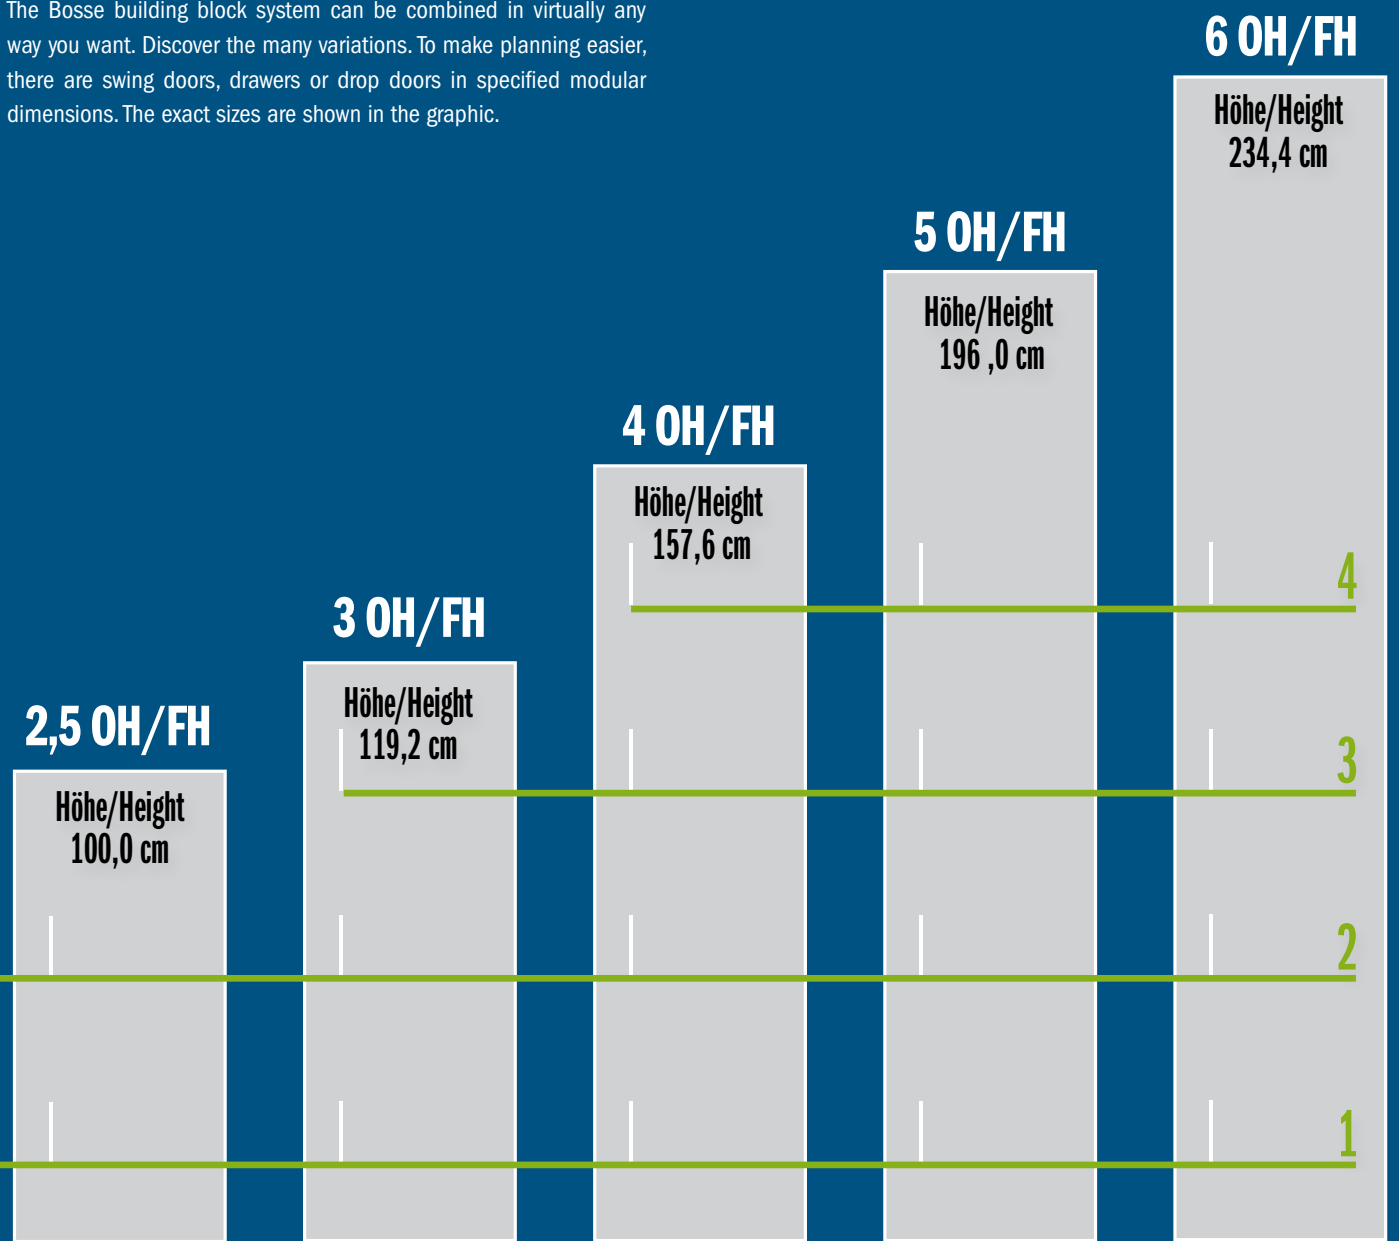 The Bosse building block system can be combined in virtually any
way you want. Discover the many variations. To make planning easier,
there are swing doors, drawers or drop doors in specified modular
dimensions. The exact sizes are shown in the graphic.
6 OH/FH
Höhe/Height
234,4 cm
5 OH/FH
Höhe/Height
196 ,0 cm
4 OH/FH
Höhe/Height
157,6 cm
3 OH/FH
Höhe/Height
119,2 cm
2,5 OH/FH
Höhe/Height
100,0 cm
4
3
2
1